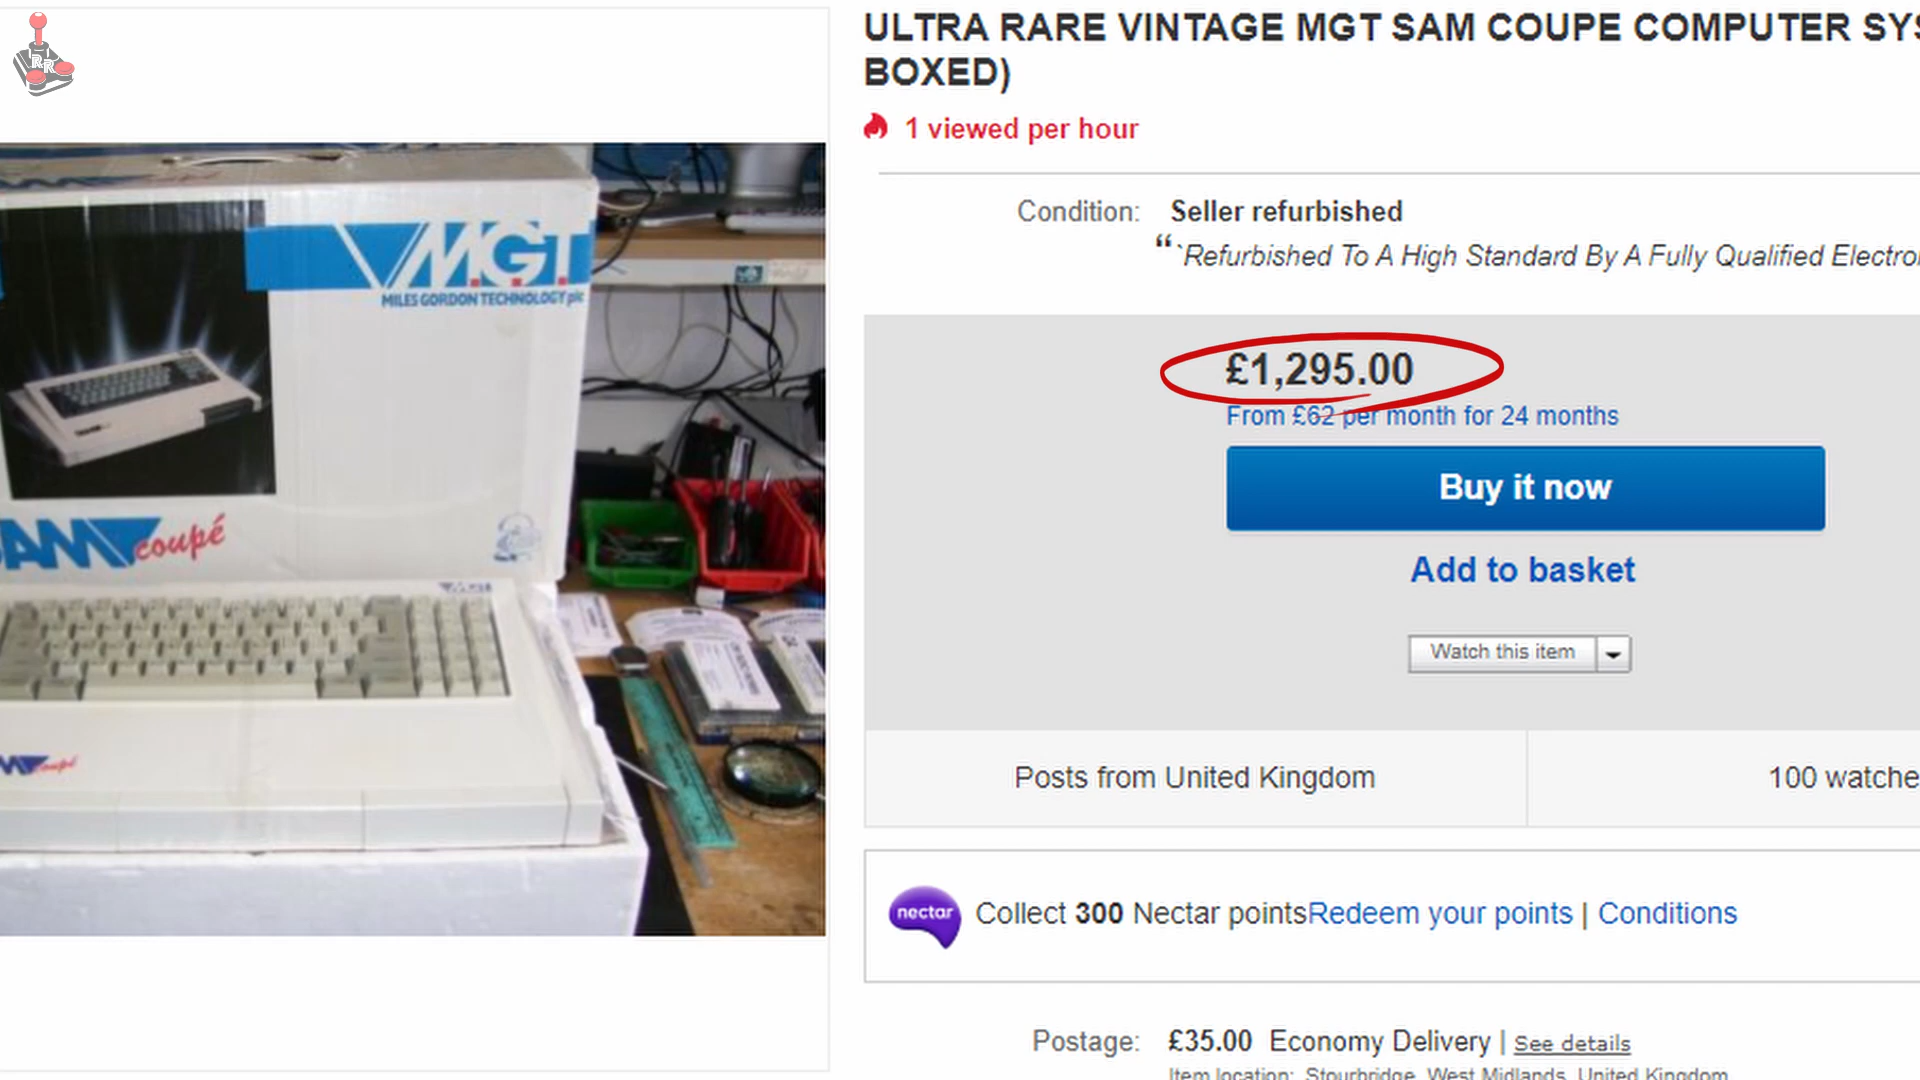 RR
ULTRA RARE VINTAGE MGT SAM COUPE COMPUTER SYS
BOXED)
1 viewed per hour
Condition: Seller refurbished
“`Refurbished To A High Standard By A Fully Qualified Electro
£1,295.00
From £62 per month for 24 months
Buy it now
Add to basket
Watch this item
Posts from United Kingdom
100 watche
nectar Collect 300 Nectar pointsRedeem your points | Conditions
Postage: £35.00 Economy Delivery | See details
Item location: Stourbridge, West Midlands, United Kingdom
M.G.T.
MILES GORDON TECHNOLOGY plc
SAM coupé
MGT
coupé